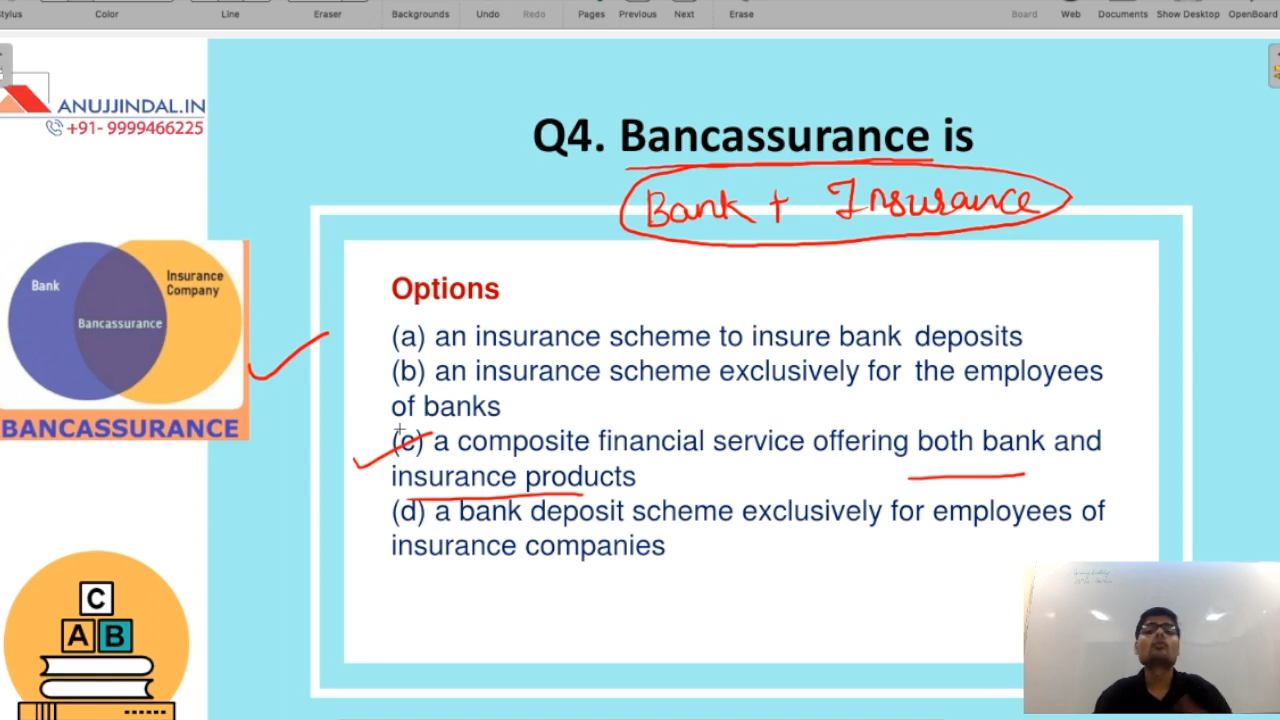 Stylus Color Line Eraser Backgrounds Undo Redo Pages Previous Next Erase Board Web Documents Show Desktop OpenBoard
ANUJJINDAL.IN
+91- 9999466225
Q4. Bancassurance is
Bank + Insurance
Bank
Insurance
Company
Bancassurance
BANCASSURANCE
Options
(a) an insurance scheme to insure bank deposits
(b) an insurance scheme exclusively for the employees
of banks
(c) a composite financial service offering both bank and
insurance products
(d) a bank deposit scheme exclusively for employees of
insurance companies
C
A B